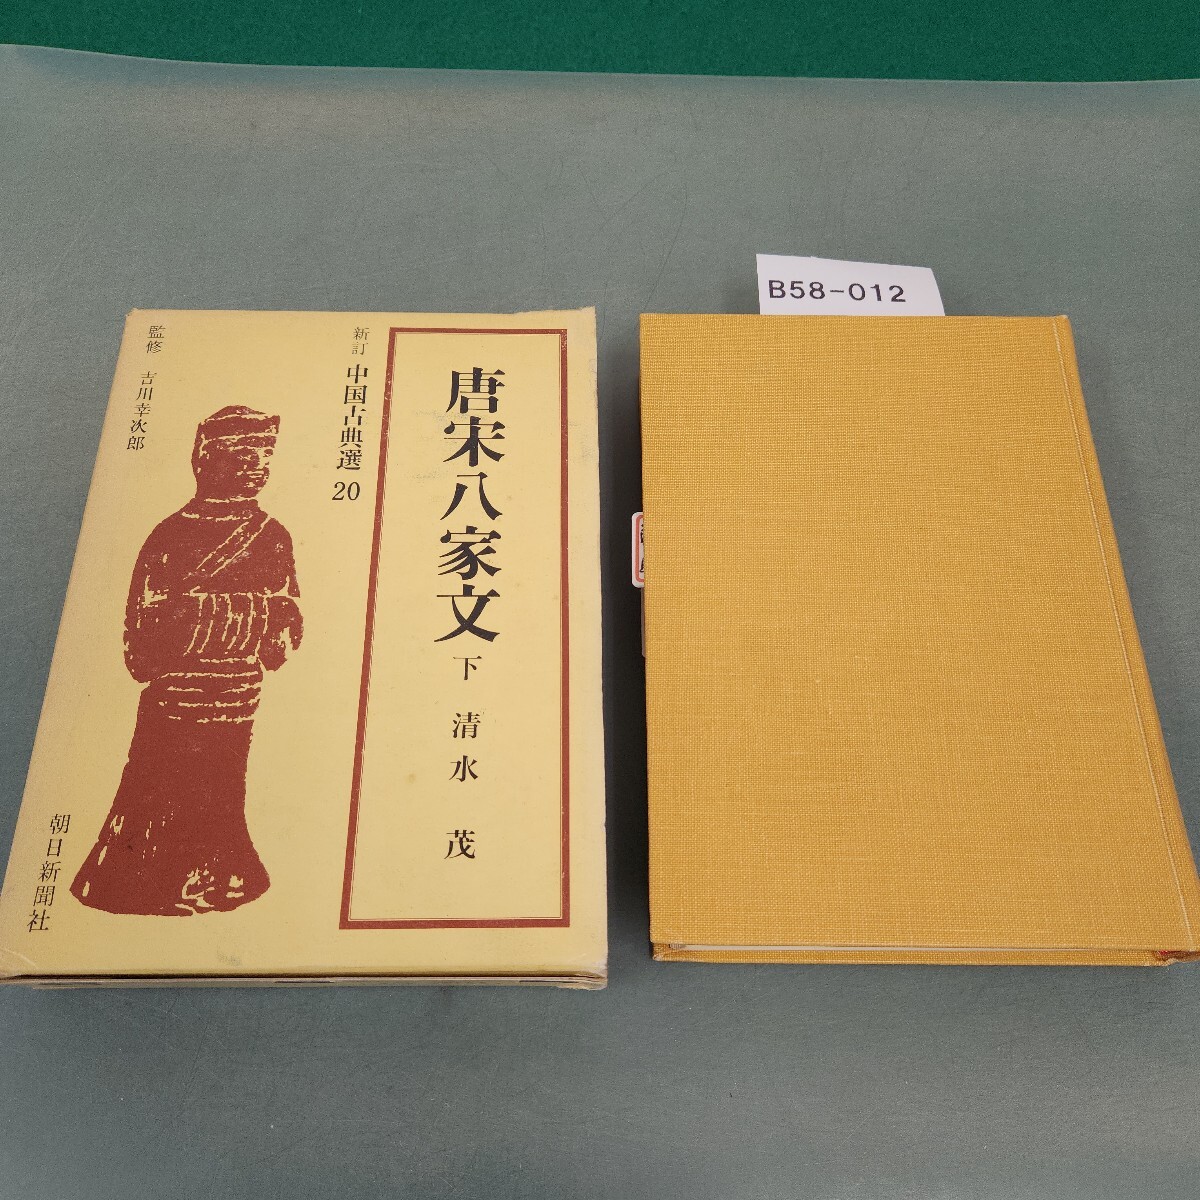 B58-012
唐宋八家文 下 清水 茂
新訂 中国古典選 20
監修 吉川幸次郎
朝日新聞社